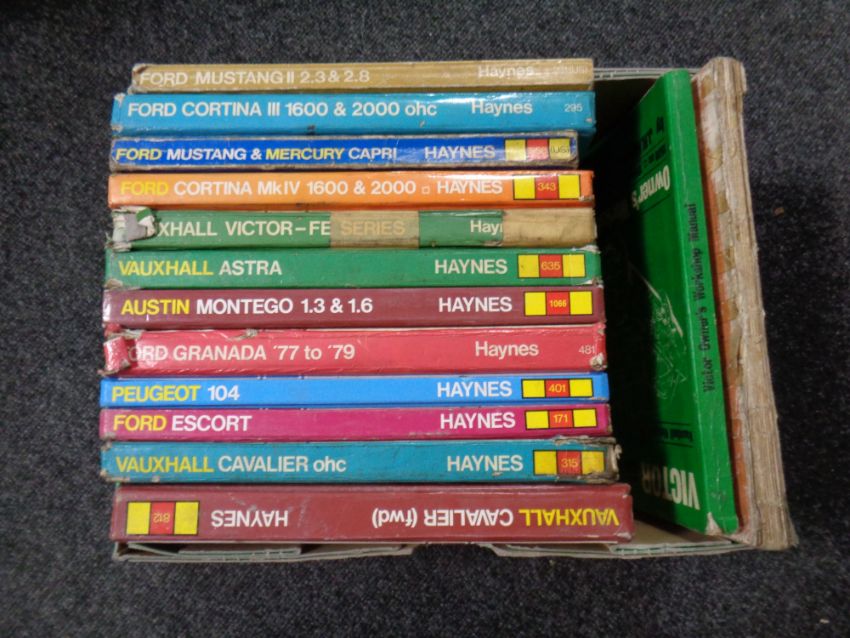 FORD MUSTANG II 2.3 & 2.8 Haynes
FORD CORTINA III 1600 & 2000 ohc Haynes 295
FORD MUSTANG & MERCURY CAPRI HAYNES
FORD CORTINA MkIV 1600 & 2000 HAYNES 343
XHALL VICTOR–FE SERIES Hay
VAUXHALL ASTRA HAYNES 635
AUSTIN MONTEGO 1.3 & 1.6 HAYNES 1066
ORD GRANADA '77 to '79 Haynes 481
PEUGEOT 104 HAYNES 401
FORD ESCORT HAYNES 171
VAUXHALL CAVALIER ohc HAYNES 315
VAUXHALL CAVALIER (fwd) HAYNES 812
Victor Owner's Workshop Manual
Owner's
VICTOR